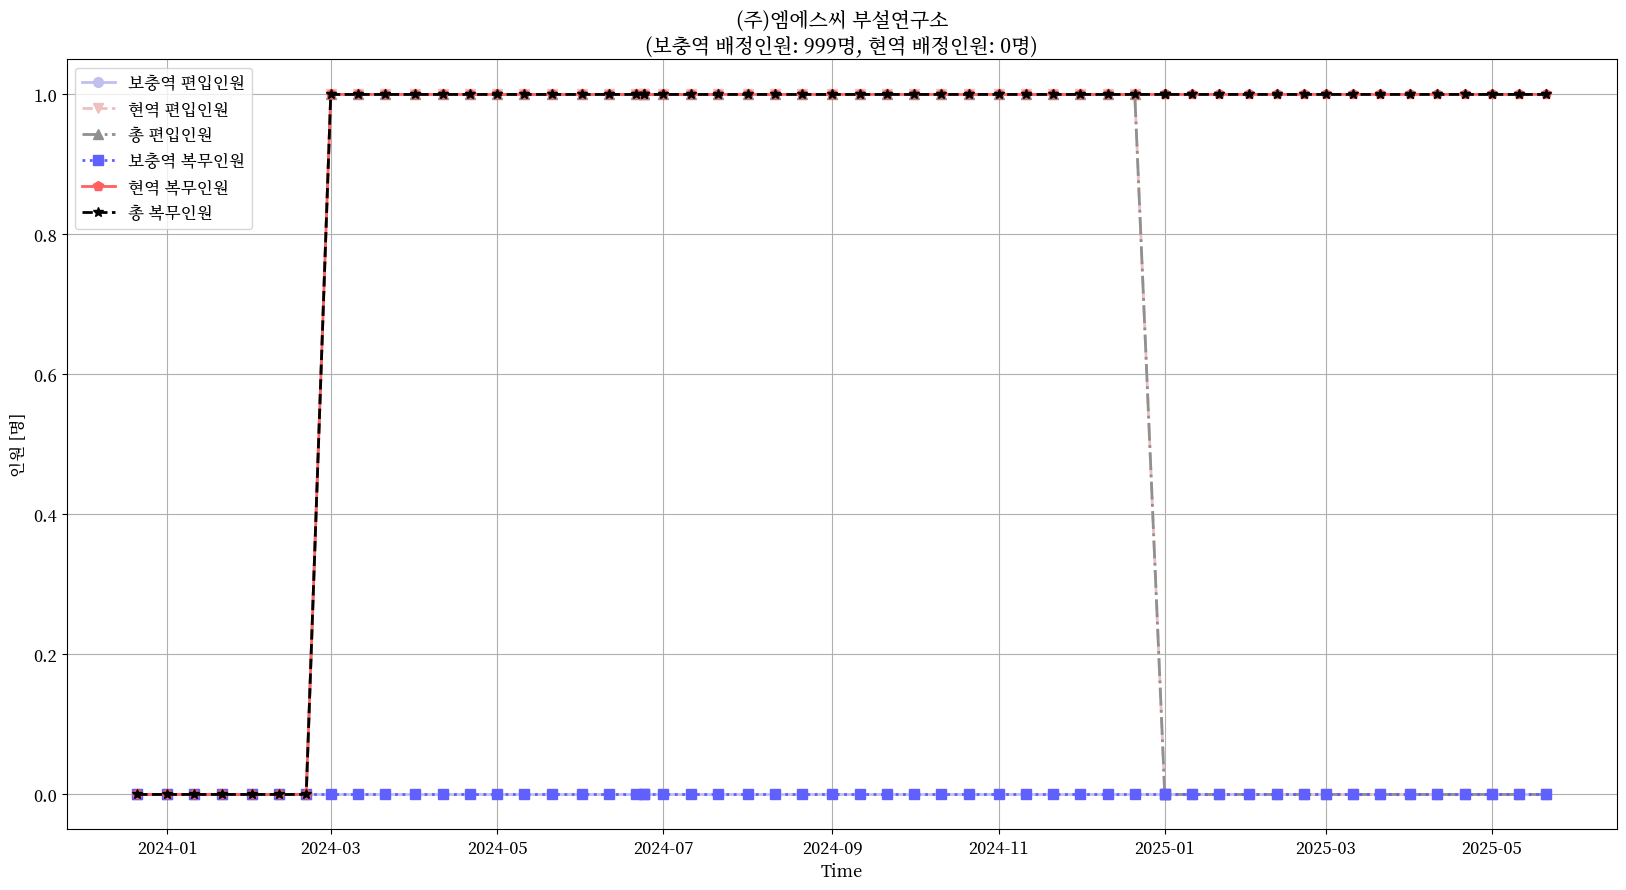 (주)엠에스씨 부설연구소
(보충역 배정인원: 999명, 현역 배정인원: 0명)
보충역 편입인원
현역 편입인원
총 편입인원
보충역 복무인원
현역 복무인원
총 복무인원
인원 [명]
1.0
0.8
0.6
0.4
0.2
0.0
2024-01
2024-03
2024-05
2024-07
2024-09
2024-11
2025-01
2025-03
2025-05
Time